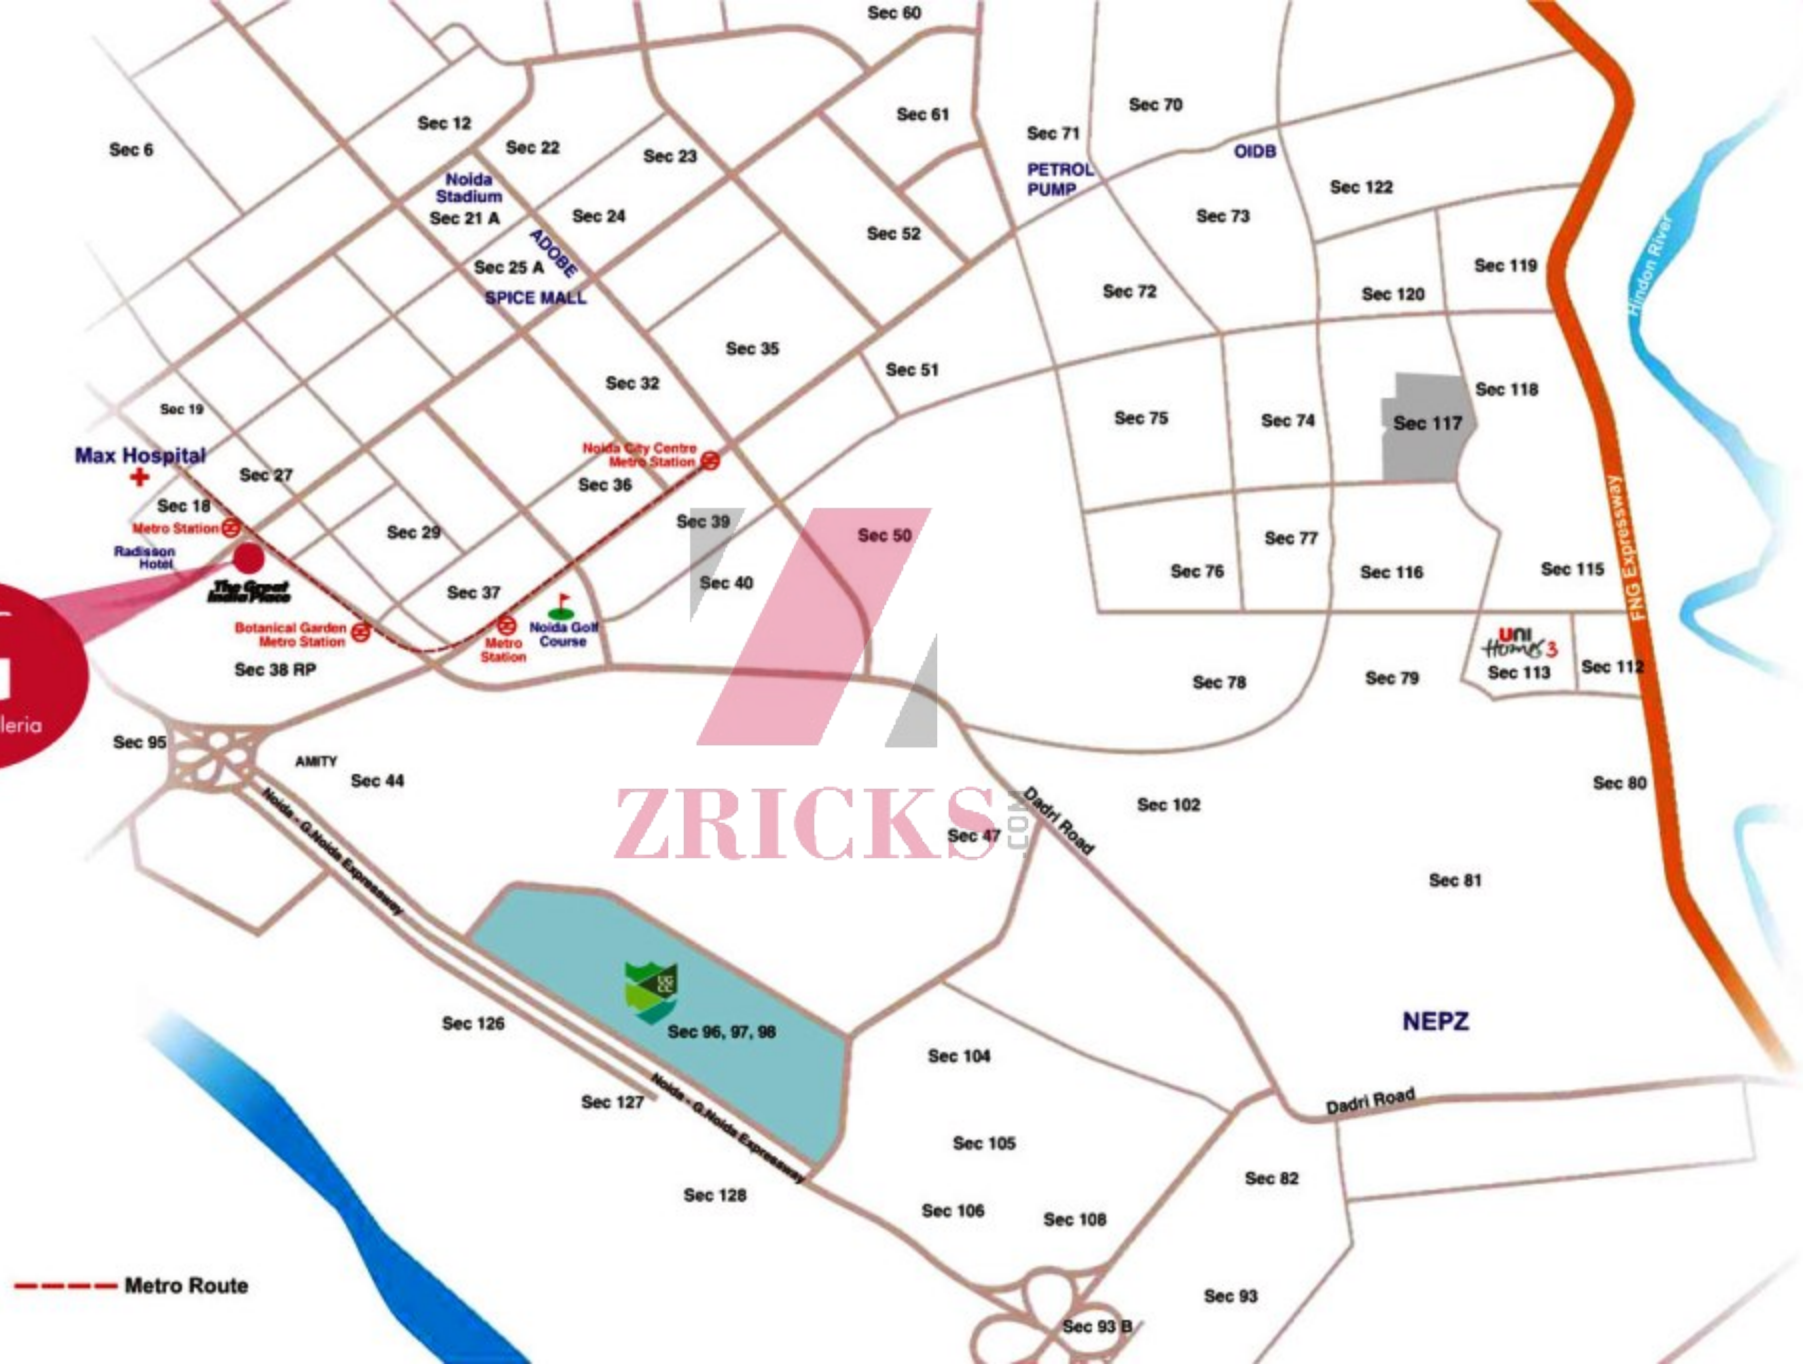 Sec 60
Sec 12
Sec 6
Sec 22
Sec 23
Sec 61
Sec 71
Sec 70
PETROL
PUMP
OIDB
Noida
Stadium
Sec 21 A
Sec 24
ADOBE
Sec 25 A
SPICE MALL
Sec 52
Sec 73
Sec 122
Sec 72
Sec 120
Sec 119
Hindon River
Sec 35
Sec 32
Sec 51
Sec 19
Sec 75
Sec 74
Sec 117
Sec 118
Max Hospital
Sec 27
Sec 18
Metro Station
Radisson
Hotel
The Great
India Place
Noida City Centre
Metro Station
Sec 36
Sec 29
Sec 39
Sec 50
Sec 40
Sec 37
Sec 76
Sec 77
Sec 116
Sec 115
FNG Expressway
Botanical Garden
Metro Station
Metro
Station
Noida Golf
Course
Sec 38 RP
UNI
Homes 3
Sec 113
Sec 112
Sec 78
Sec 79
leria
Sec 95
AMITY
Sec 44
Noida - G.Noida Expressway
ZRICKS
.COM
Sec 47
Dadri Road
Sec 102
Sec 80
Sec 81
Sec 96, 97, 98
Sec 126
Sec 127
Noida - G.Noida Expressway
Sec 128
Sec 104
Sec 105
Sec 106
Sec 108
NEPZ
Dadri Road
Sec 82
Sec 93
Sec 93 B
Metro Route